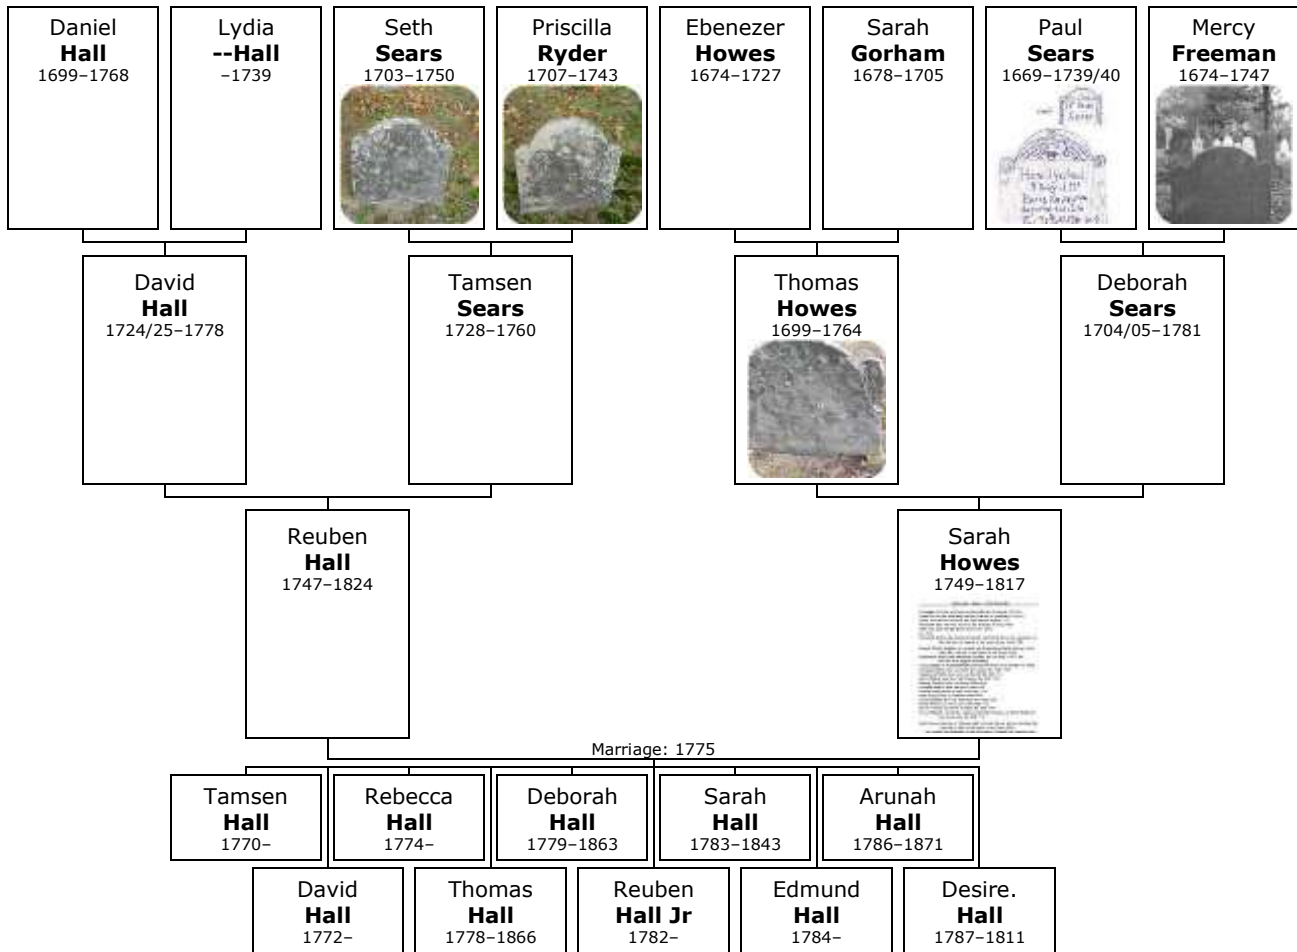 Daniel
Hall
1699–1768
Lydia
--Hall
–1739
Seth
Sears
1703–1750
Priscilla
Ryder
1707–1743
Ebenezer
Howes
1674–1727
Sarah
Gorham
1678–1705
Paul
Sears
1669–1739/40
Mercy
Freeman
1674–1747
David
Hall
1724/25–1778
Tamsen
Sears
1728–1760
Thomas
Howes
1699–1764
Deborah
Sears
1704/05–1781
Reuben
Hall
1747–1824
Sarah
Howes
1749–1817
Marriage: 1775
Tamsen
Hall
1770–
Rebecca
Hall
1774–
Deborah
Hall
1779–1863
Sarah
Hall
1783–1843
Arunah
Hall
1786–1871
David
Hall
1772–
Thomas
Hall
1778–1866
Reuben
Hall Jr
1782–
Edmund
Hall
1784–
Desire.
Hall
1787–1811